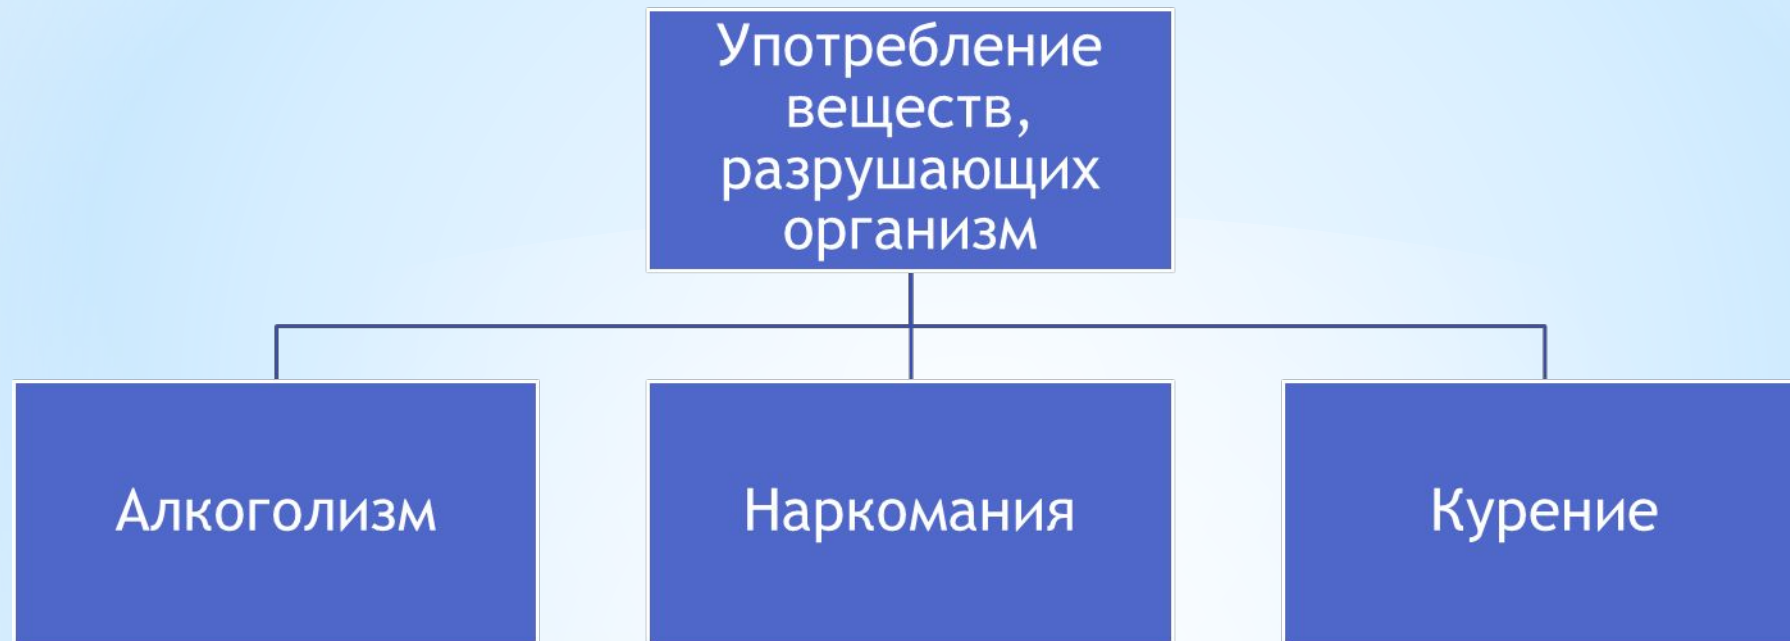 Употребление
веществ,
разрушающих
организм
Алкоголизм
Наркомания
Курение